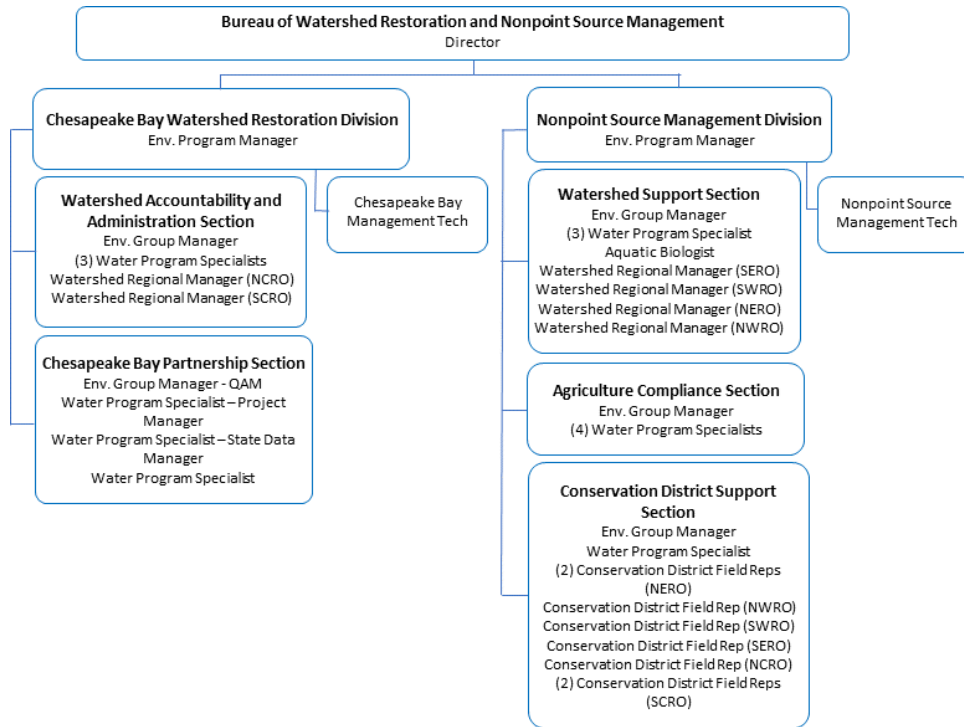 Bureau of Watershed Restoration and Nonpoint Source Management
Director
Chesapeake Bay Watershed Restoration Division
Env. Program Manager
Nonpoint Source Management Division
Env. Program Manager
Watershed Accountability and
Administration Section
Env. Group Manager
(3) Water Program Specialists
Watershed Regional Manager (NCRO)
Watershed Regional Manager (SCRO)
Chesapeake Bay
Management Tech
Watershed Support Section
Env. Group Manager
(3) Water Program Specialist
Aquatic Biologist
Watershed Regional Manager (SERO)
Watershed Regional Manager (SWRO)
Watershed Regional Manager (NERO)
Watershed Regional Manager (NWRO)
Nonpoint Source
Management Tech
Chesapeake Bay Partnership Section
Env. Group Manager - QAM
Water Program Specialist – Project
Manager
Water Program Specialist – State Data
Manager
Water Program Specialist
Agriculture Compliance Section
Env. Group Manager
(4) Water Program Specialists
Conservation District Support
Section
Env. Group Manager
Water Program Specialist
(2) Conservation District Field Reps
(NERO)
Conservation District Field Rep (NWRO)
Conservation District Field Rep (SWRO)
Conservation District Field Rep (SERO)
Conservation District Field Rep (NCRO)
(2) Conservation District Field Reps
(SCRO)